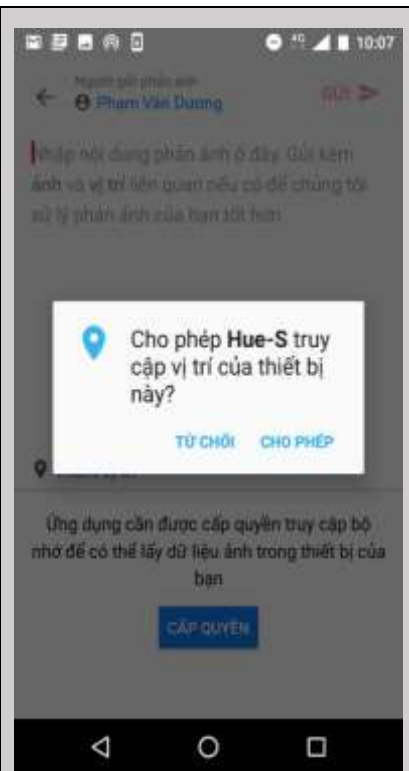 4G 10:07
Người gửi phản ánh
Phạm Văn Dương
GỬI
Nhập nội dung phản ánh ở đây. Gửi kèm
ảnh và vị trí liên quan nếu có để chúng tôi
xử lý phản ánh của bạn tốt hơn
Cho phép Hue-S truy
cập vị trí của thiết bị
này?
TỪ CHỐI CHO PHÉP
Ứng dụng cần được cấp quyền truy cập bộ
nhớ để có thể lấy dữ liệu ảnh trong thiết bị của
bạn
CẤP QUYỀN